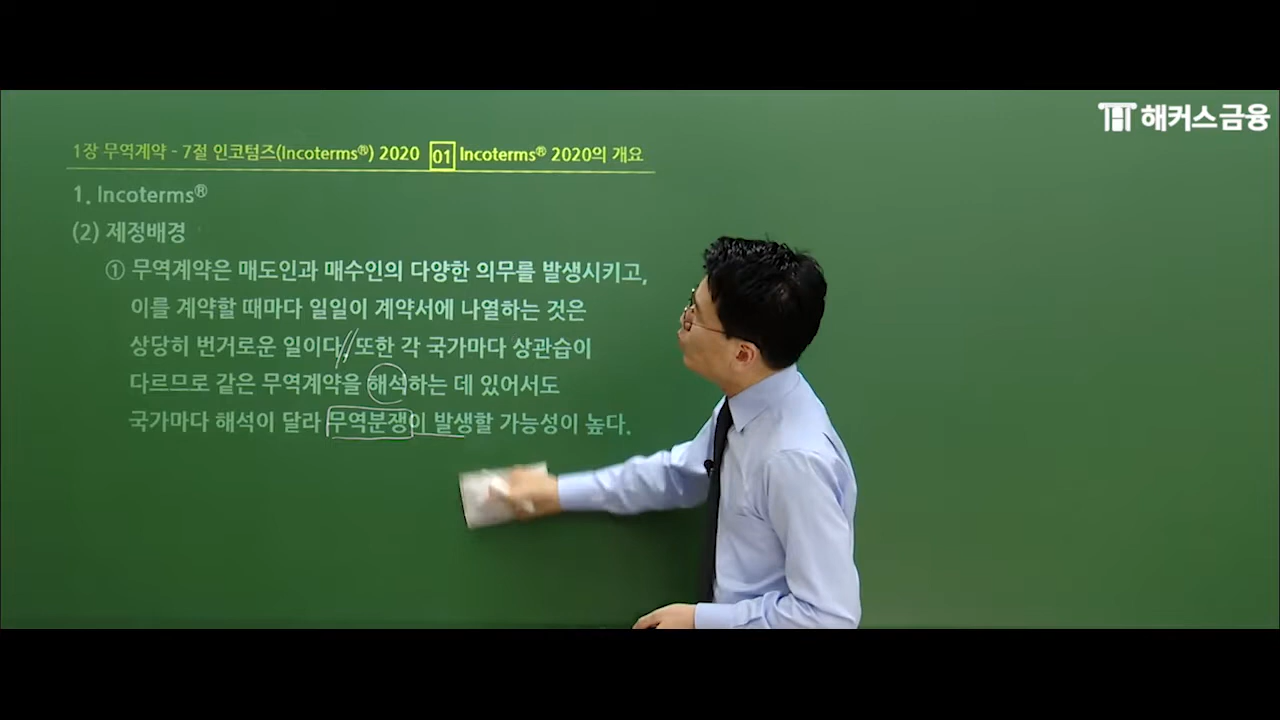 해커스금융
1장 무역계약 - 7절 인코텀즈(Incoterms®) 2020 01 Incoterms® 2020의 개요
1. Incoterms®
(2) 제정배경
① 무역계약은 매도인과 매수인의 다양한 의무를 발생시키고,
이를 계약할 때마다 일일이 계약서에 나열하는 것은
상당히 번거로운 일이다. 또한 각 국가마다 상관습이
다르므로 같은 무역계약을 해석하는 데 있어서도
국가마다 해석이 달라 무역분쟁이 발생할 가능성이 높다.